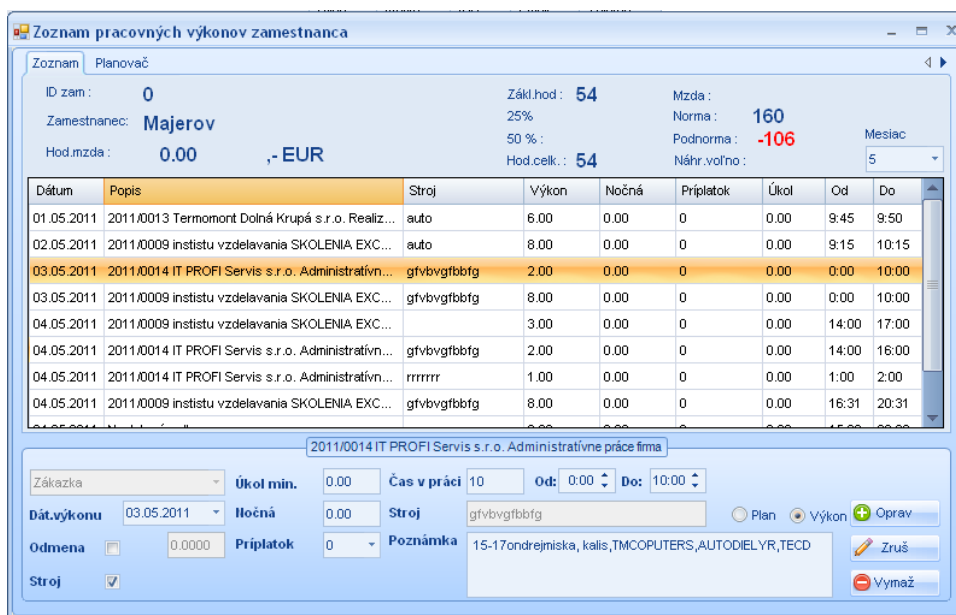 Zoznam pracovných výkonov zamestnanca
Zoznam Planovač
ID zam : 0 Zákl.hod : 54 Mzda :
25% Norma : 160
Zamestnanec: Majerov 50 % : Podnorma : -106 Mesiac
Hod.mzda : 0.00 ,- EUR Hod.celk. : 54 Náhr.voľno : 5
Dátum Popis Stroj Výkon Nočná Príplatok Úkol Od Do
01.05.2011 2011/0013 Termomont Dolná Krupá s.r.o. Realiz... auto 6.00 0.00 0 0.00 9:45 9:50
02.05.2011 2011/0009 institsu vzdelavania SKOLENIA EXC... auto 8.00 0.00 0 0.00 9:15 10:15
03.05.2011 2011/0014 IT PROFI Servis s.r.o. Administratívn... gfvbvgfbbfg 2.00 0.00 0 0.00 0:00 10:00
03.05.2011 2011/0009 institsu vzdelavania SKOLENIA EXC... gfvbvgfbbfg 8.00 0.00 0 0.00 0:00 10:00
04.05.2011 2011/0009 institsu vzdelavania SKOLENIA EXC... 3.00 0.00 0 0.00 14:00 17:00
04.05.2011 2011/0014 IT PROFI Servis s.r.o. Administratívn... gfvbvgfbbfg 2.00 0.00 0 0.00 14:00 16:00
04.05.2011 2011/0014 IT PROFI Servis s.r.o. Administratívn... rrrrrrr 1.00 0.00 0 0.00 1:00 2:00
04.05.2011 2011/0009 institsu vzdelavania SKOLENIA EXC... gfvbvgfbbfg 8.00 0.00 0 0.00 16:31 20:31
2011/0014 IT PROFI Servis s.r.o. Administratívne práce firma
Zákazka Úkol min. 0.00 Čas v práci 10 Od: 0:00 Do: 10:00
Dát.výkonu 03.05.2011 Nočná 0.00 Stroj gfvbvgfbbfg Plan Výkon Oprav
Odmena 0.0000 Príplatok 0 Poznámka 15-17ondrejmiska, kalis,TMCOPUTERS,AUTODIELYR,TECD Zruš
Stroj Vymaž